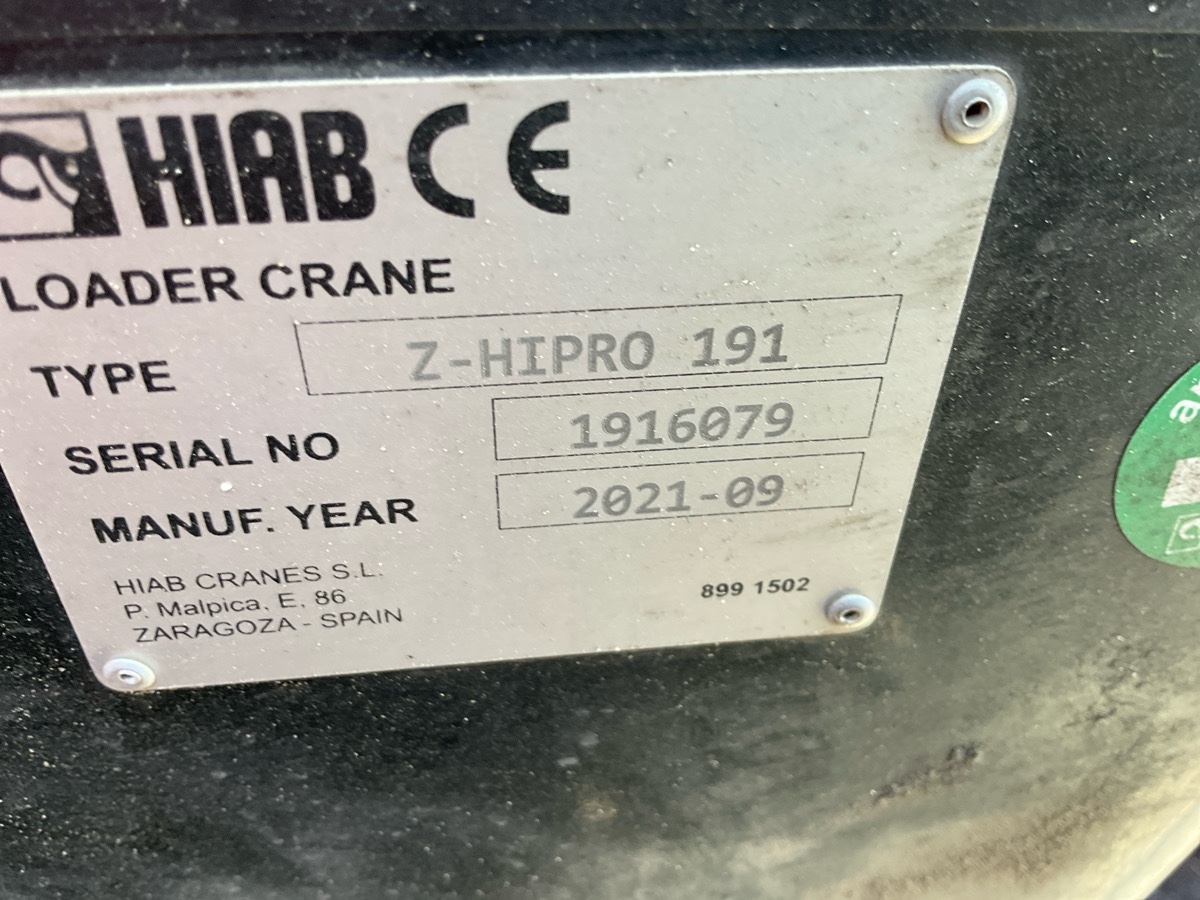 HIAB CE
LOADER CRANE
TYPE Z-HIPRO 191
SERIAL NO 1916079
MANUF. YEAR 2021-09
HIAB CRANES S.L.
P. Malpica, E, 86
ZARAGOZA - SPAIN
899 1502